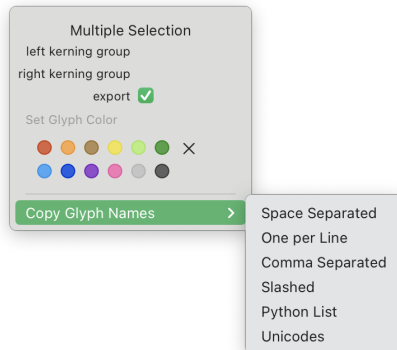 Multiple Selection
left kerning group
right kerning group
export
Set Glyph Color
Copy Glyph Names
Space Separated
One per Line
Comma Separated
Slashed
Python List
Unicodes